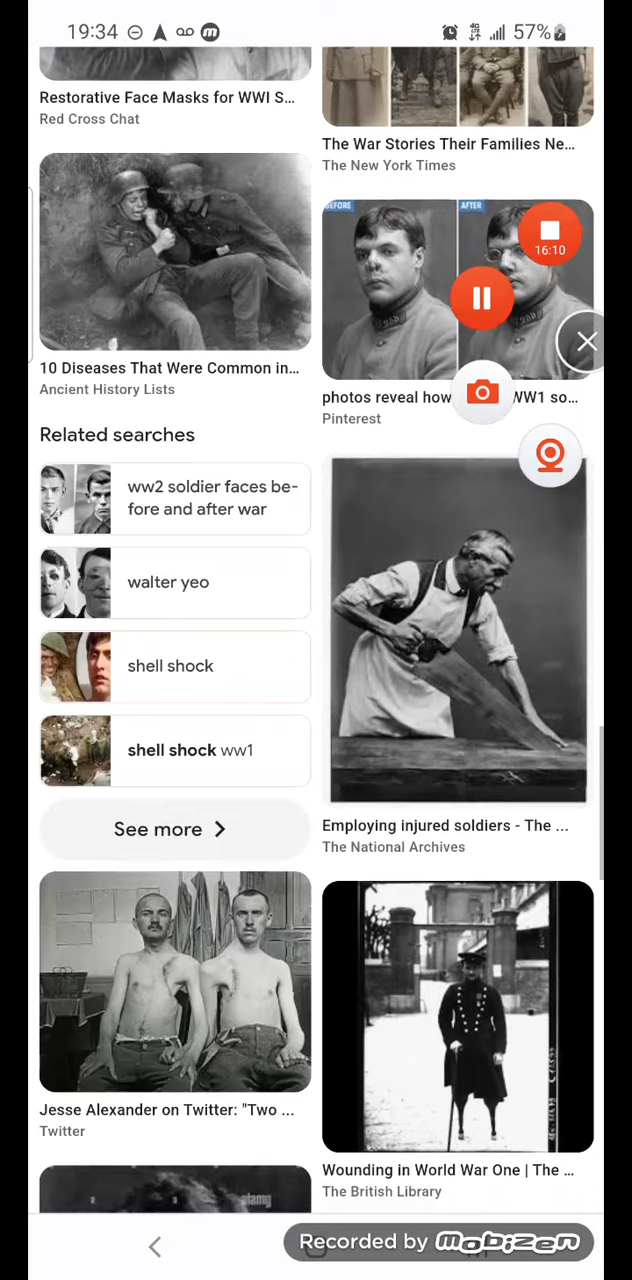 19:34
4G
57%
Restorative Face Masks for WWI S...
Red Cross Chat
The War Stories Their Families Ne...
The New York Times
BEFORE
AFTER
16:10
10 Diseases That Were Common in...
Ancient History Lists
photos reveal how
WW1 so...
Pinterest
Related searches
ww2 soldier faces be-
fore and after war
walter yeo
shell shock
shell shock ww1
See more
Employing injured soldiers - The ...
The National Archives
Jesse Alexander on Twitter: "Two ...
Twitter
Wounding in World War One | The ...
The British Library
alamy
Recorded by mobizen